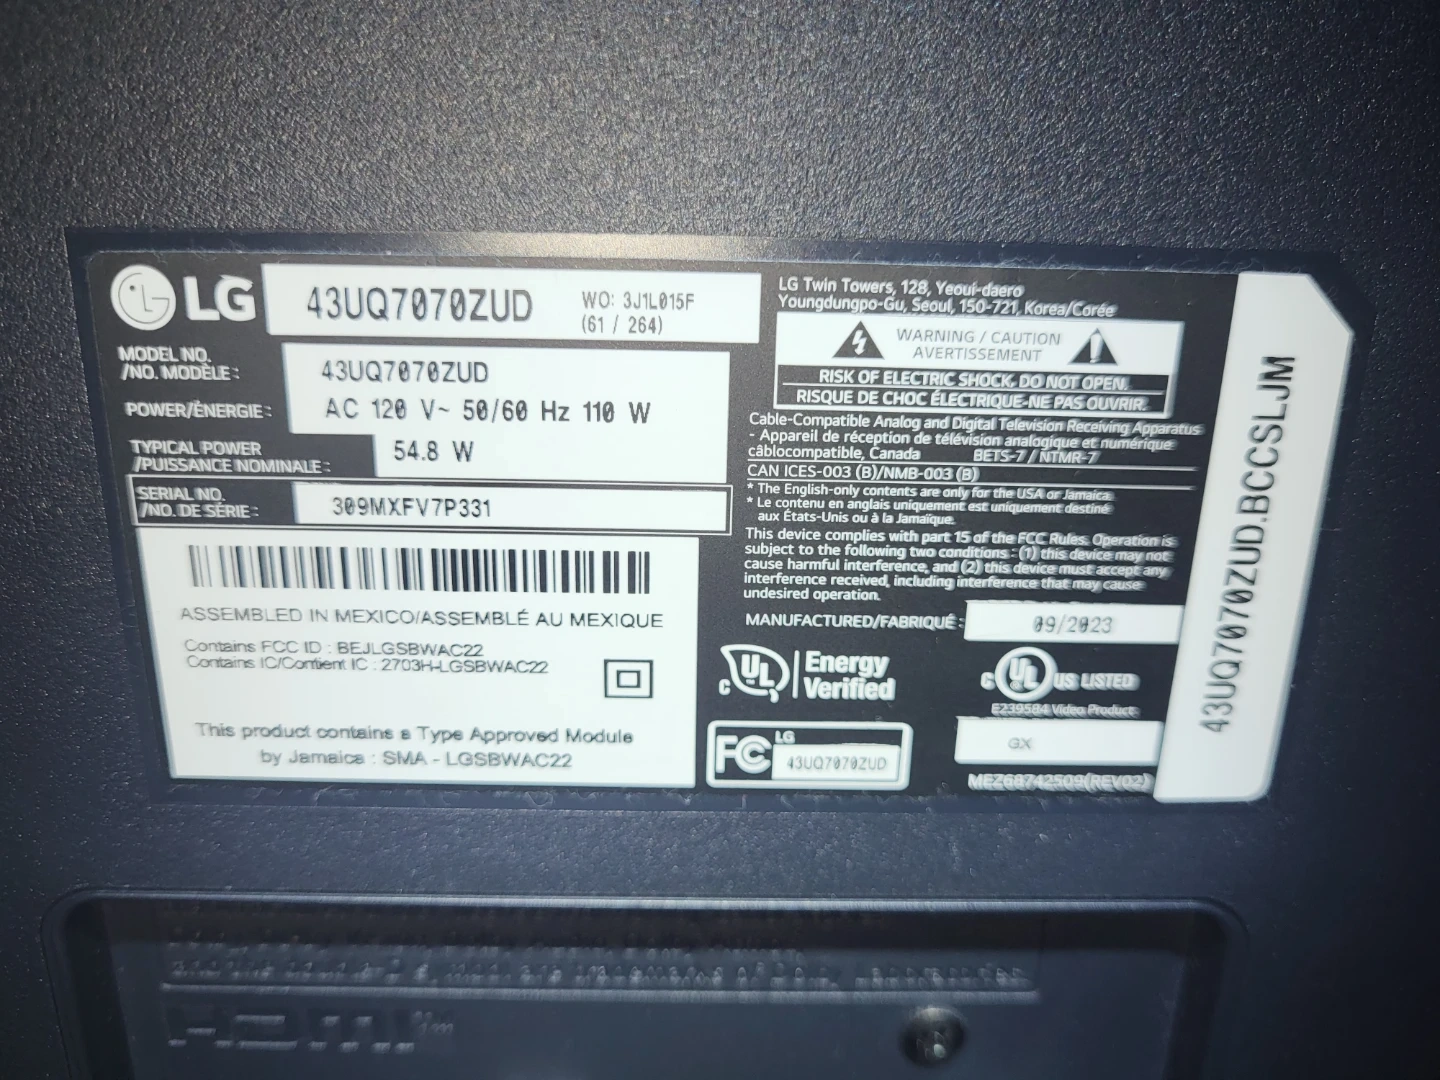 LG
43UQ7070ZUD
WO: 3J1L015F
(61 / 264)
MODEL NO.
/NO. MODÈLE :
43UQ7070ZUD
POWER/ÉNERGIE :
AC 120 V~ 50/60 Hz 110 W
TYPICAL POWER
/PUISSANCE NOMINALE :
54.8 W
SERIAL NO.
/NO. DE SÉRIE :
309MXFV7P331
ASSEMBLED IN MEXICO/ASSEMBLÉ AU MEXIQUE
Contains FCC ID : BEJLGSBWAC22
Contains IC/Contient IC : 2703H-LGSBWAC22
This product contains a Type Approved Module
by Jamaica : SMA - LGSBWAC22
LG Twin Towers, 128, Yeoui-daero
Youngdungpo-Gu, Seoul, 150-721, Korea/Corée
WARNING / CAUTION
AVERTISSEMENT
RISK OF ELECTRIC SHOCK, DO NOT OPEN.
RISQUE DE CHOC ÉLECTRIQUE-NE PAS OUVRIR.
Cable-Compatible Analog and Digital Television Receiving Apparatus
- Appareil de réception de télévision analogique et numérique
câblocompatible, Canada BETS-7 / NTMR-7
CAN ICES-003 (B)/NMB-003 (B)
* The English-only contents are only for the USA or Jamaica.
* Le contenu en anglais uniquement est uniquement destiné
aux États-Unis ou à la Jamaïque.
This device complies with part 15 of the FCC Rules. Operation is
subject to the following two conditions : (1) this device may not
cause harmful interference, and (2) this device must accept any
interference received, including interference that may cause
undesired operation.
MANUFACTURED/FABRIQUÉ :
09/2023
C UL Energy
Verified
C UL US LISTED
E239584 Video Product
FC
LG
43UQ7070ZUD
GX
MEZ68742509(REV02)
43UQ7070ZUD.BCCSLJM